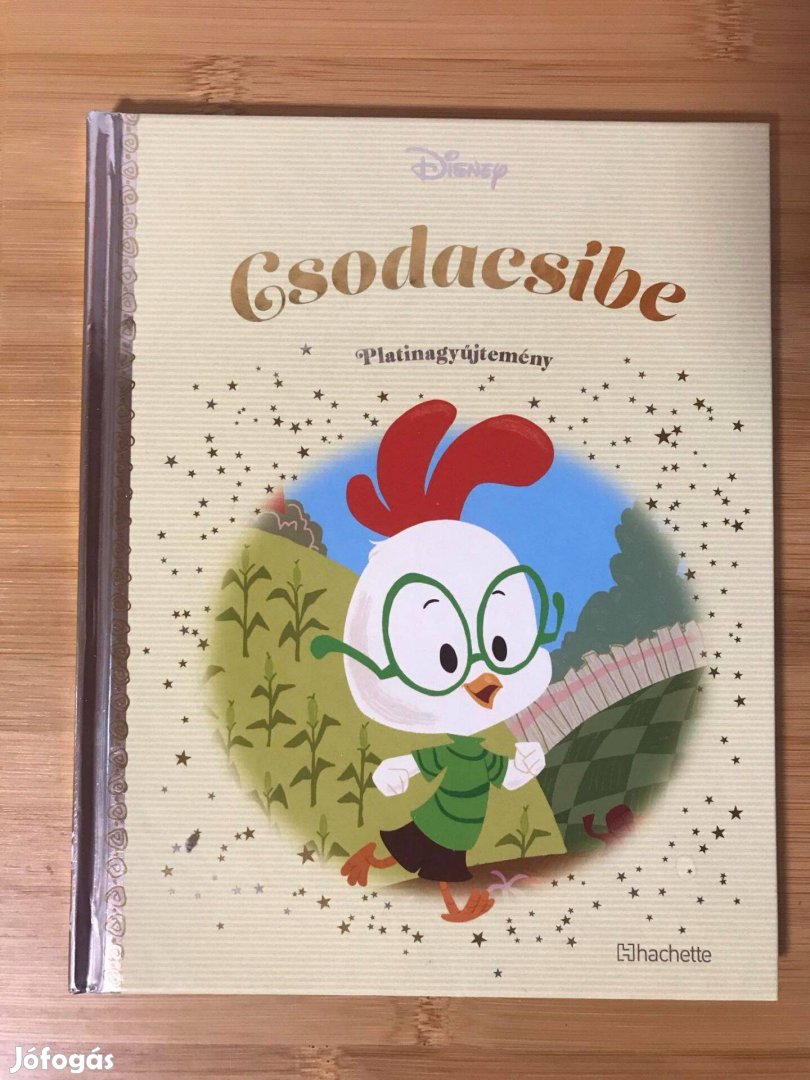 Disney
Csodacsibe
Platinagyűjtemény
hachette
Jófogás